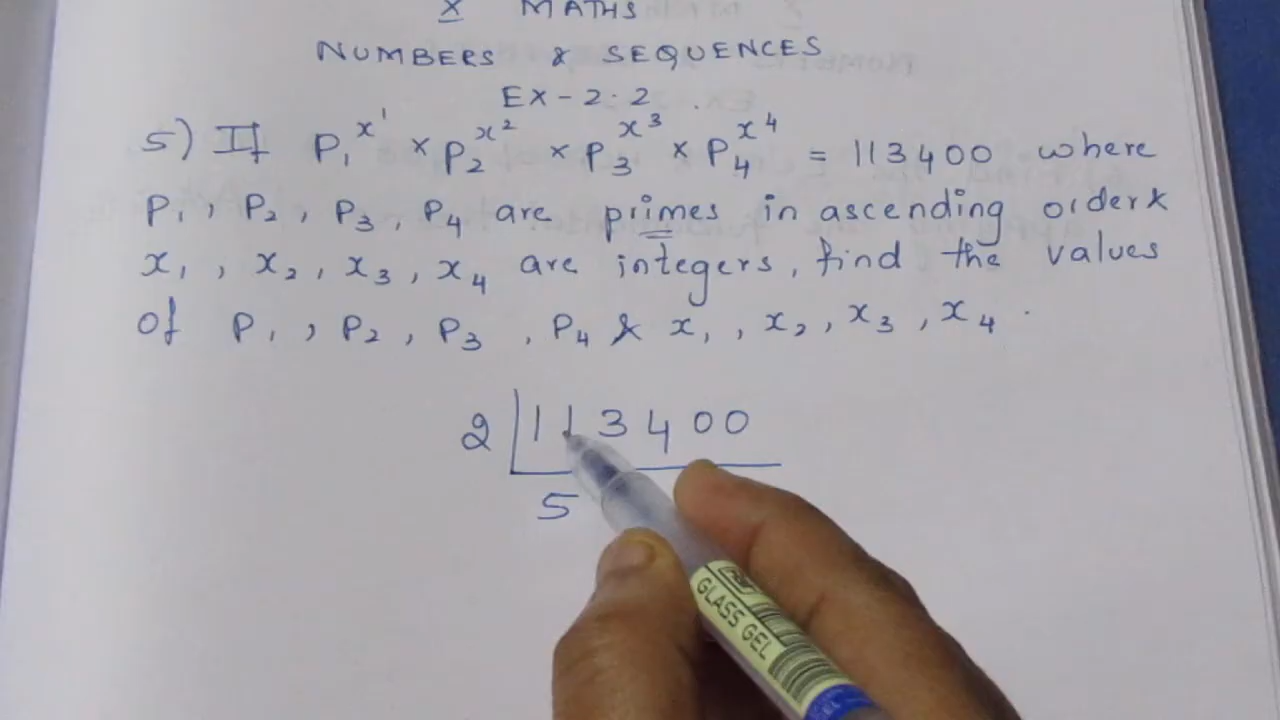 X MATHS
NUMBERS & SEQUENCES
EX-2.2
5) If P₁^x1 × P₂^x2 × P₃^x3 × P₄^x4 = 113400 where
P₁, P₂, P₃, P₄ are primes in ascending order &
x₁, x₂, x₃, x₄ are integers, find the values
of P₁, P₂, P₃, P₄ & x₁, x₂, x₃, x₄.
2 | 113400
5
GLASS GEL